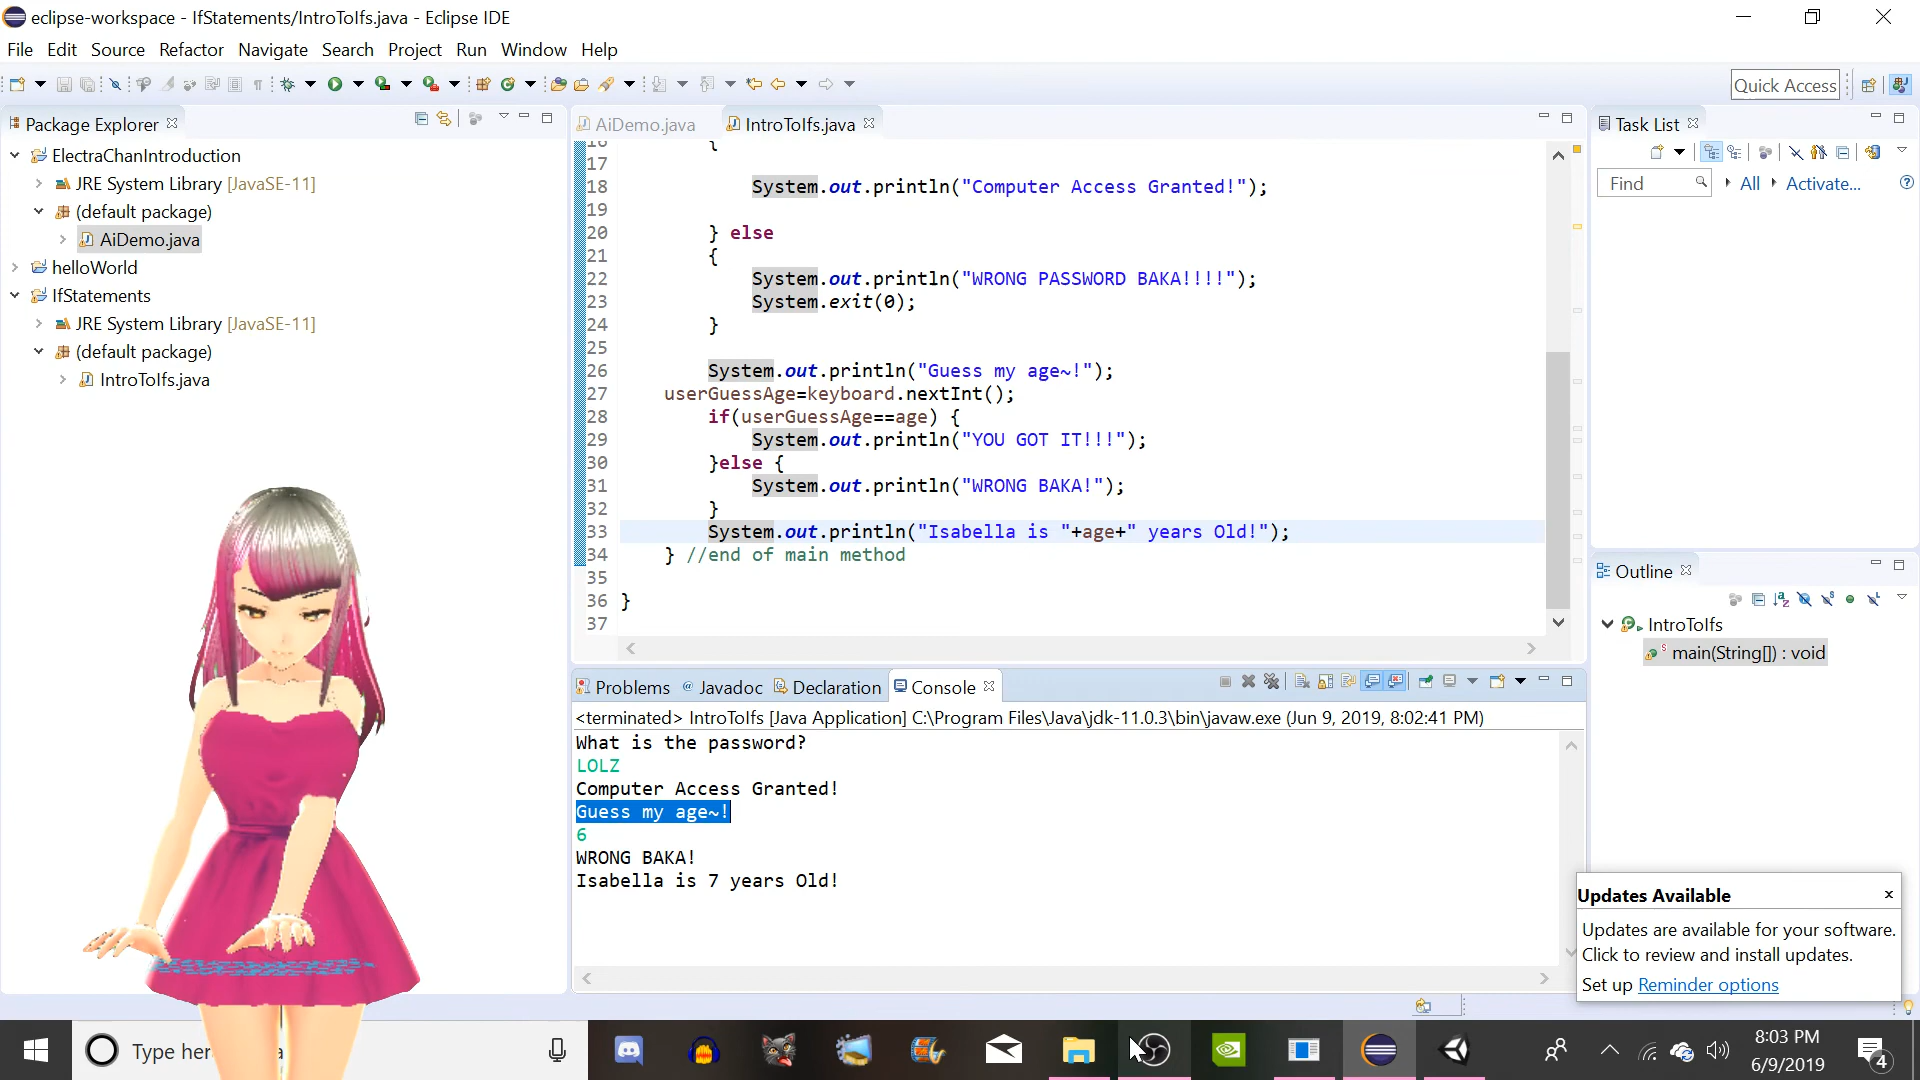 eclipse-workspace - IfStatements/IntroToIfs.java - Eclipse IDE
File Edit Source Refactor Navigate Search Project Run Window Help
Quick Access
Package Explorer
ElectraChanIntroduction
JRE System Library [JavaSE-11]
(default package)
AiDemo.java
helloWorld
IfStatements
JRE System Library [JavaSE-11]
(default package)
IntroToIfs.java
AiDemo.java IntroToIfs.java
16 {
17
18 System.out.println("Computer Access Granted!");
19
20 } else
21 {
22 System.out.println("WRONG PASSWORD BAKA!!!!");
23 System.exit(0);
24 }
25
26 System.out.println("Guess my age~!");
27 userGuessAge=keyboard.nextInt();
28 if(userGuessAge==age) {
29 System.out.println("YOU GOT IT!!!");
30 }else {
31 System.out.println("WRONG BAKA!");
32 }
33 System.out.println("Isabella is "+age+" years Old!");
34 } //end of main method
35
36 }
37
Task List
Find All Activate...
Outline
IntroToIfs
main(String[]) : void
Problems Javadoc Declaration Console
<terminated> IntroToIfs [Java Application] C:\Program Files\Java\jdk-11.0.3\bin\javaw.exe (Jun 9, 2019, 8:02:41 PM)
What is the password?
LOLZ
Computer Access Granted!
Guess my age~!
6
WRONG BAKA!
Isabella is 7 years Old!
Updates Available
Updates are available for your software.
Click to review and install updates.
Set up Reminder options
Type her
8:03 PM
6/9/2019
4